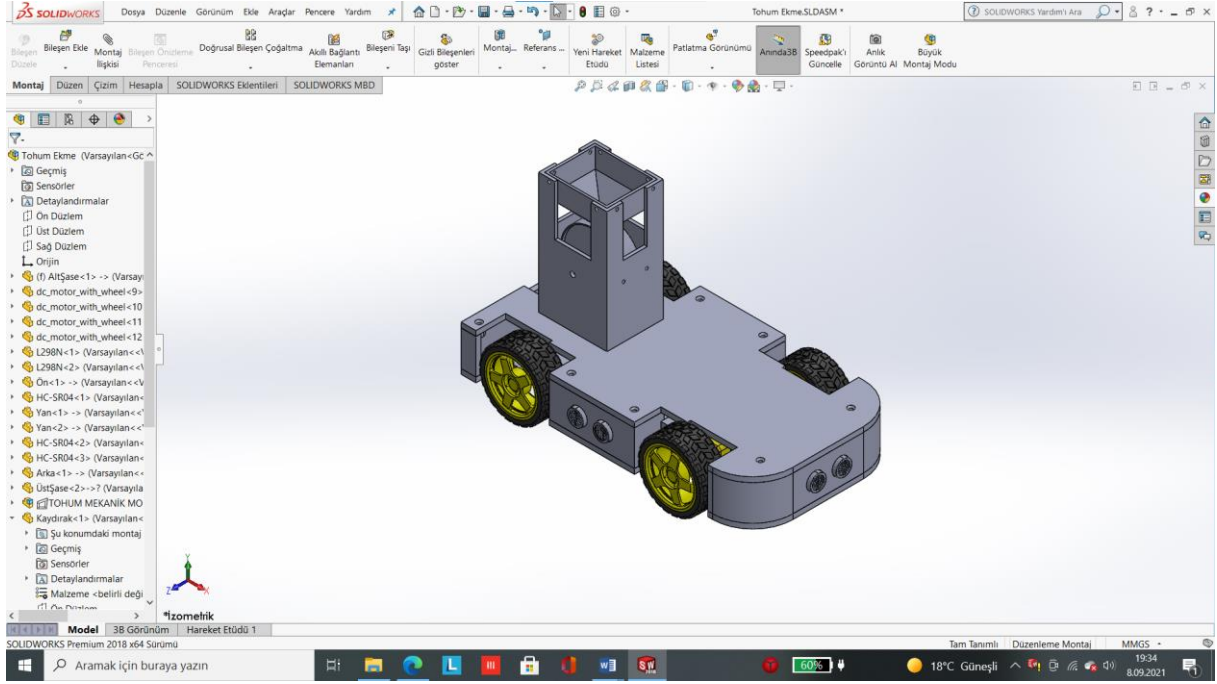 SOLIDWORKS Dosya Düzenle Görünüm Ekle Araçlar Pencere Yardım Tohum Ekme.SLDASM * SOLIDWORKS Yardım'ı Ara
Bileşen Düzele
Bileşen Ekle
Montaj İlişkisi
Bileşen Önizleme Penceresi
Doğrusal Bileşen Çoğaltma
Akıllı Bağlantı Elemanları
Bileşeni Taşı
Gizli Bileşenleri göster
Montaj...
Referans ...
Yeni Hareket Etüdü
Malzeme Listesi
Patlatma Görünümü
Anında3B
Speedpak'ı Güncelle
Anlık Görüntü Al
Büyük Montaj Modu
Montaj Düzen Çizim Hesapla SOLIDWORKS Eklentileri SOLIDWORKS MBD
Tohum Ekme (Varsayılan<Gö
Geçmiş
Sensörler
Detaylandırmalar
Ön Düzlem
Üst Düzlem
Sağ Düzlem
Orijin
(f) AltŞase<1> -> (Varsayı
dc_motor_with_wheel<9>
dc_motor_with_wheel<10
dc_motor_with_wheel<11
dc_motor_with_wheel<12
L298N<1> (Varsayılan<<V
L298N<2> (Varsayılan<<V
Ön<1> -> (Varsayılan<<V
HC-SR04<1> (Varsayılan<
Yan<1> -> (Varsayılan<<
Yan<2> -> (Varsayılan<<
HC-SR04<2> (Varsayılan<
HC-SR04<3> (Varsayılan<
Arka<1> -> (Varsayılan<<
ÜstŞase<2>->? (Varsayıla
TOHUM MEKANİK MO
Kaydırak<1> (Varsayılan<
Şu konumdaki montaj
Geçmiş
Sensörler
Detaylandırmalar
Malzeme <belirli deği
Ön Düzlem
Y
Z
X
*İzometrik
Model 3B Görünüm Hareket Etüdü 1
SOLIDWORKS Premium 2018 x64 Sürümü Tam Tanımlı Düzenleme Montaj MMGS
Aramak için buraya yazın 60% 18°C Güneşli 19:34
8.09.2021